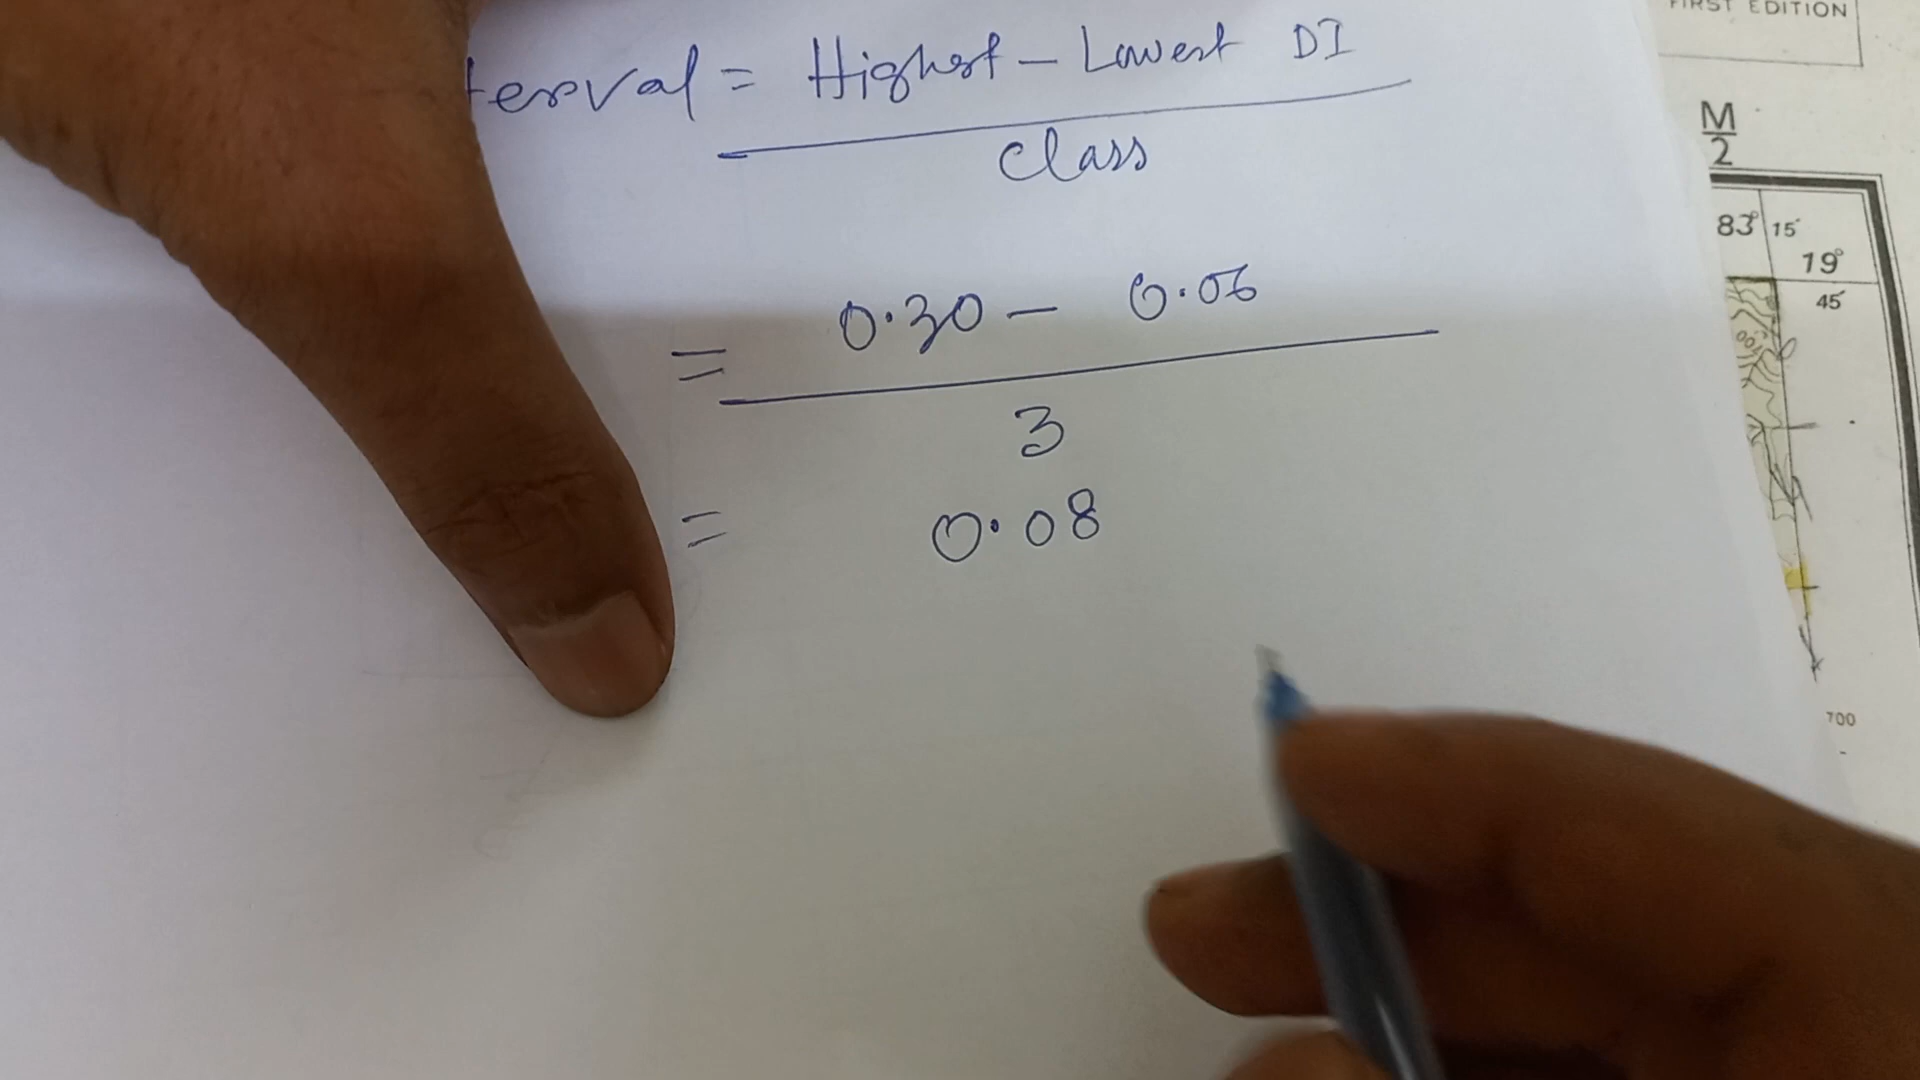 terval = Highest - Lowest DI
Class
= 0.30 - 0.06
3
= 0.08
FIRST EDITION
M
2
83° 15'
19°
45'
700